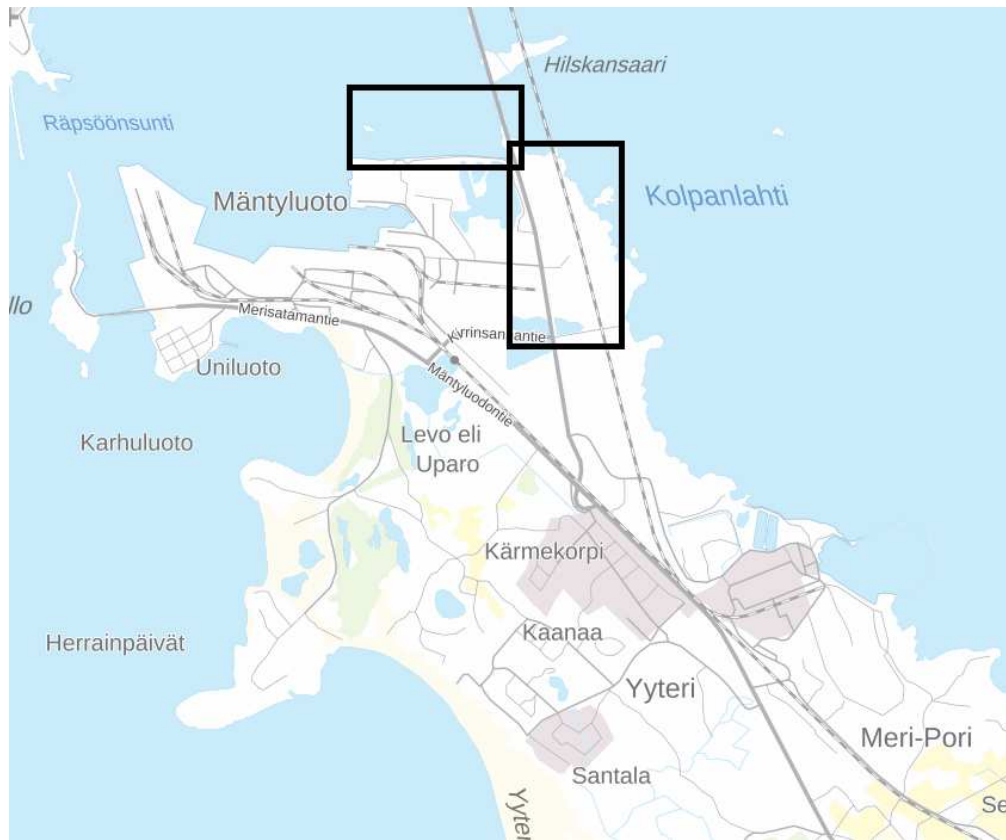 Hilskansaari
Räpsöönsunti
Mäntyluoto
Kolpanlahti
llo
Merisatamantie
Uniluoto
Mäntyluodontie
Karhuluoto
Levo eli
Uparo
Kärmekorpi
Kaanaa
Herrainpäivät
Yyteri
Meri-Pori
Santala
Yyter
Se